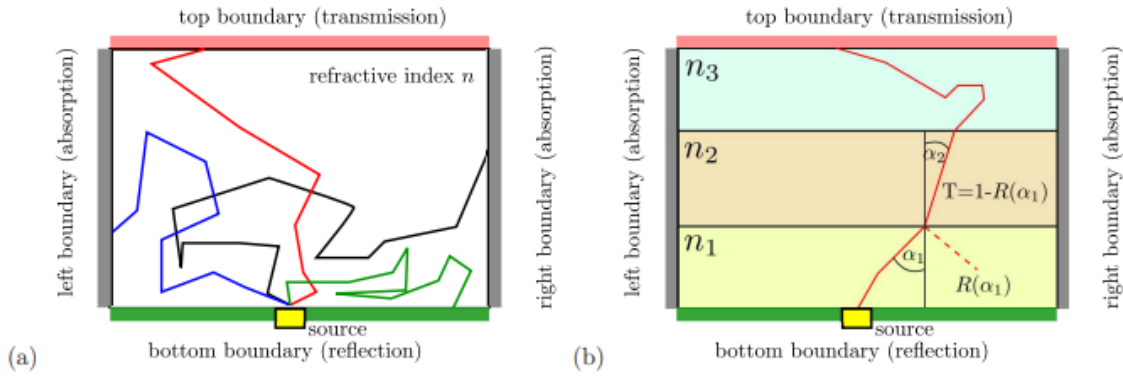 top boundary (transmission)
left boundary (absorption)
refractive index n
right boundary (absorption)
source
(a)
bottom boundary (reflection)
top boundary (transmission)
left boundary (absorption)
n₃
n₂
α₂
T=1-R(α₁)
n₁
α₁
R(α₁)
right boundary (absorption)
source
(b)
bottom boundary (reflection)